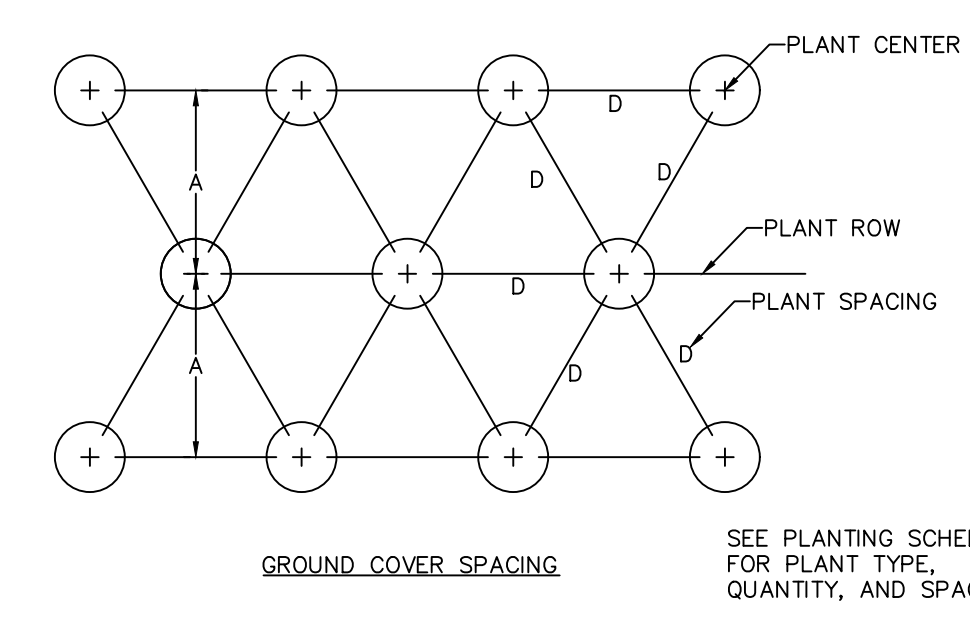 PLANT CENTER
D
A
D
D
PLANT ROW
D
PLANT SPACING
A
D
D
SEE PLANTING
FOR PLANT TYPE,
QUANTITY, AND
GROUND COVER SPACING